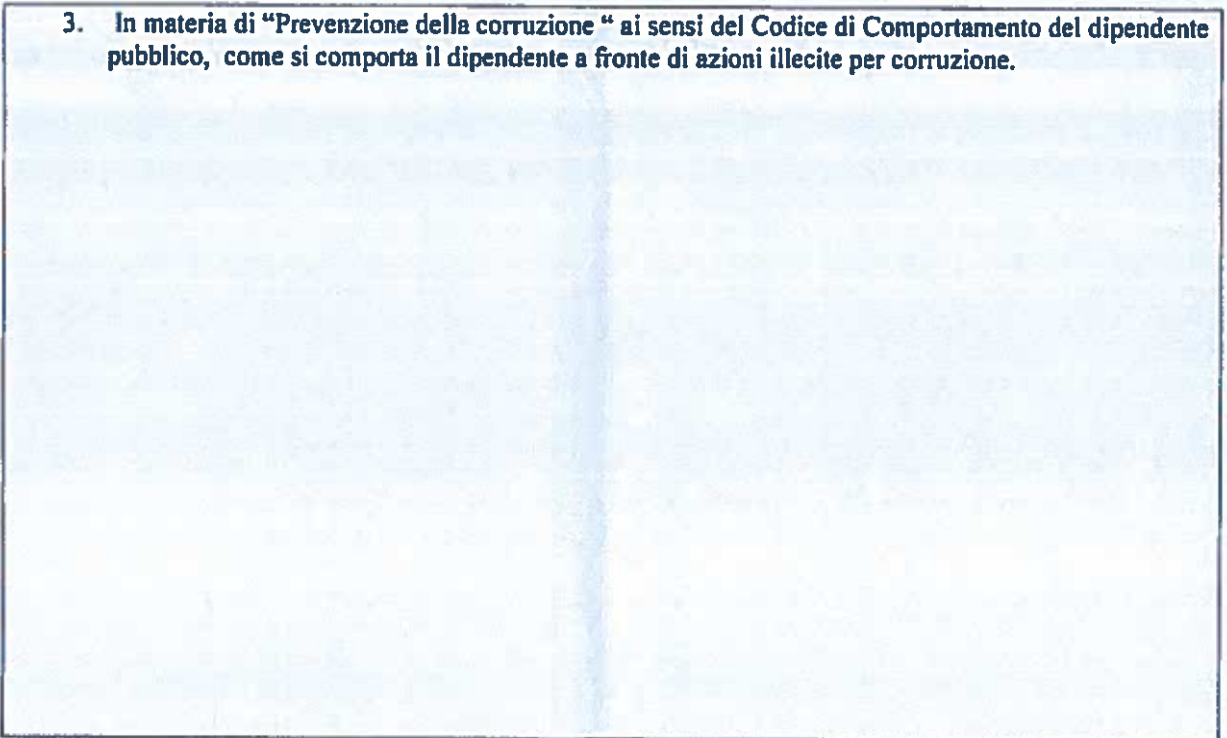 3. In materia di “Prevenzione della corruzione “ ai sensi del Codice di Comportamento del dipendente
pubblico, come si comporta il dipendente a fronte di azioni illecite per corruzione.